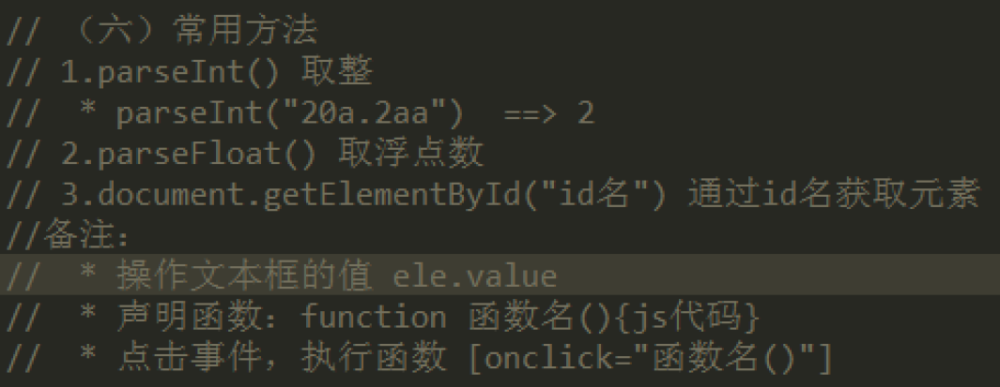 // （六）常用方法
// 1.parseInt() 取整
//  * parseInt("20a.2aa")  ==> 2
// 2.parseFloat() 取浮点数
// 3.document.getElementById("id名") 通过id名获取元素
//备注：
//  * 操作文本框的值 ele.value
//  * 声明函数：function 函数名(){js代码}
//  * 点击事件，执行函数 [onclick="函数名()"]